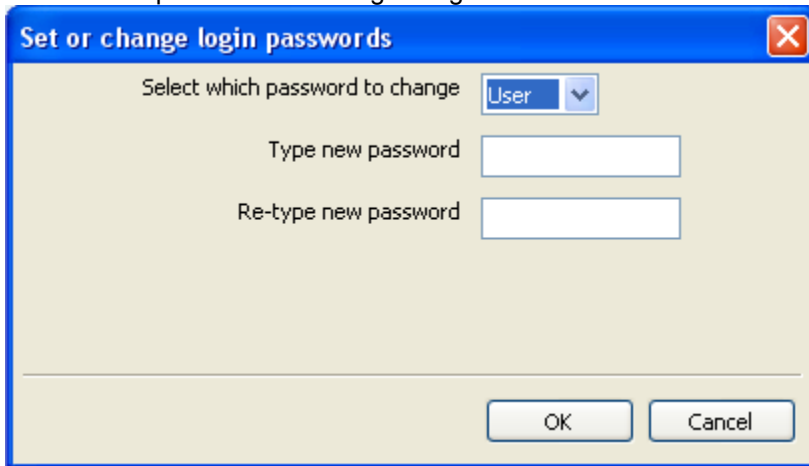 Set or change login passwords
Select which password to change User
Type new password
Re-type new password
OK Cancel